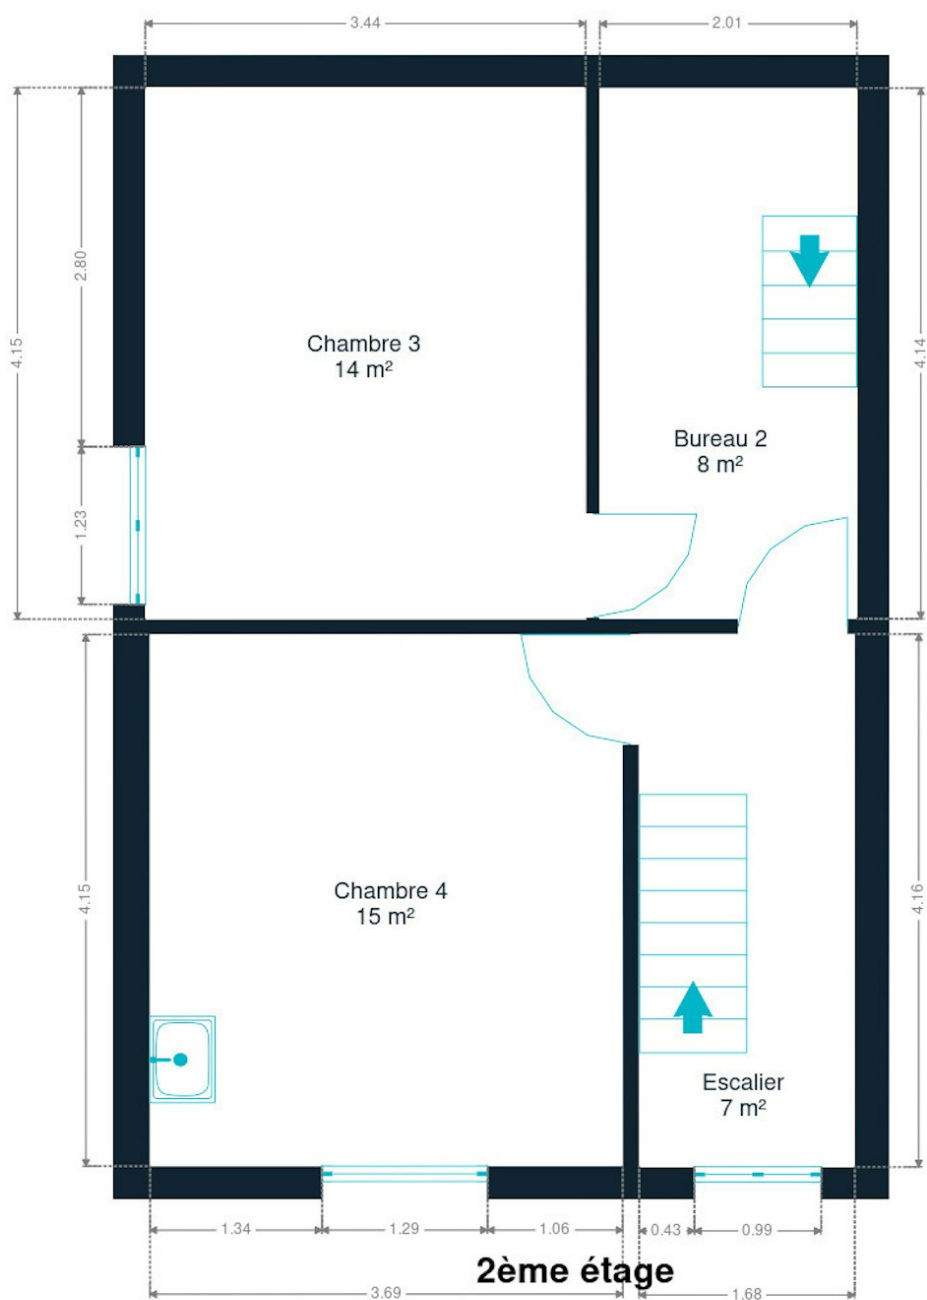 3.44
2.01
2.80
4.15
4.14
Chambre 3
14 m²
Bureau 2
8 m²
1.23
4.15
4.16
Chambre 4
15 m²
Escalier
7 m²
1.34
1.29
1.06
0.43
0.99
2ème étage
3.69
1.68